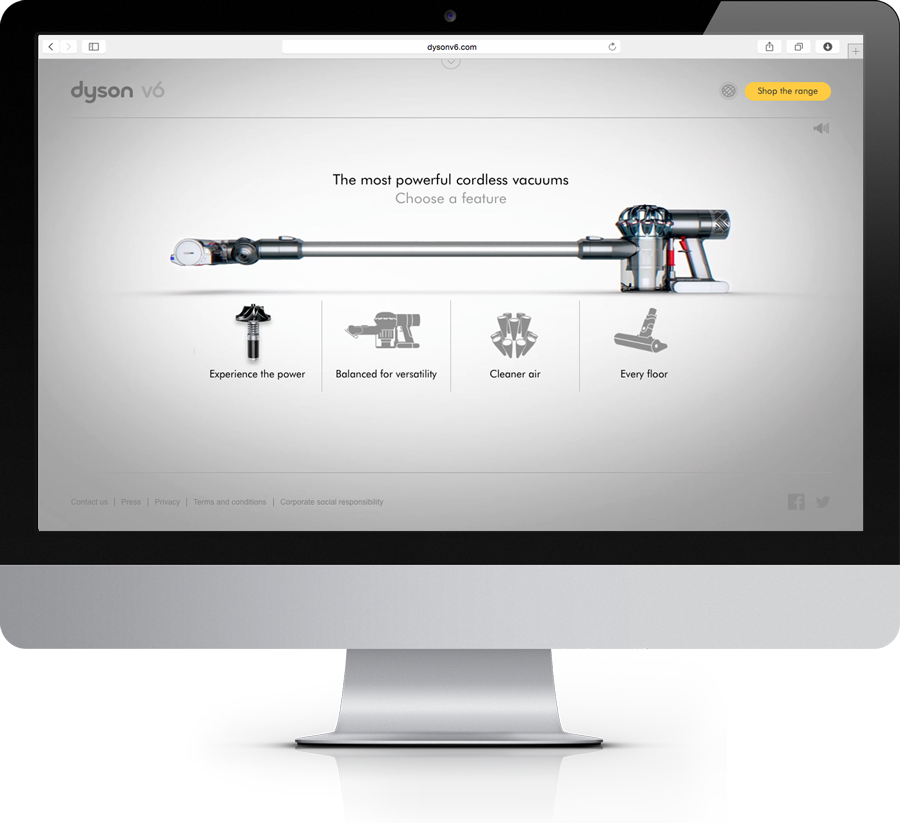 dysonv6.com
dyson v6
Shop the range
The most powerful cordless vacuums
Choose a feature
Experience the power
Balanced for versatility
Cleaner air
Every floor
Contact us | Press | Privacy | Terms and conditions | Corporate social responsibility